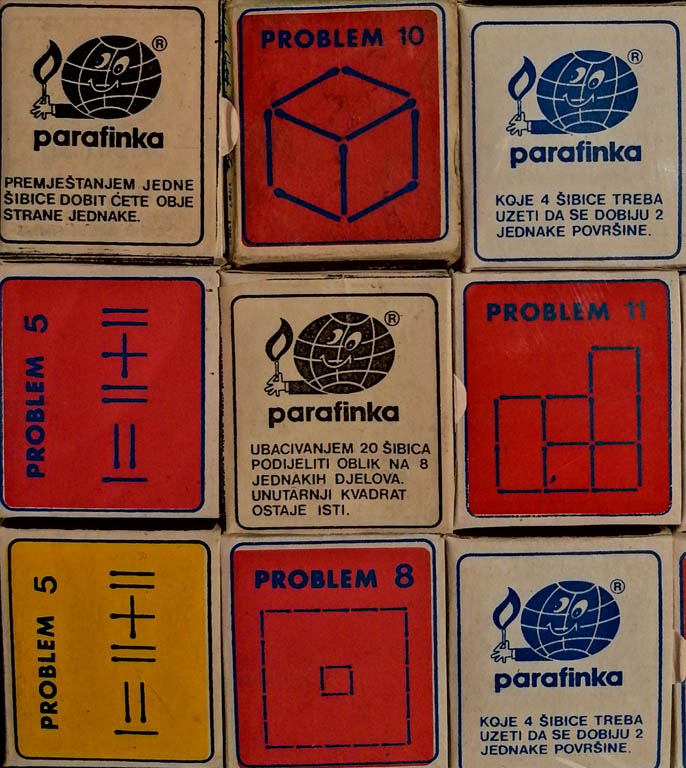 parafinka ®
PREMJEŠTANJEM JEDNE
ŠIBICE DOBIT ĆETE OBJE
STRANE JEDNAKE.
PROBLEM 10
parafinka ®
KOJE 4 ŠIBICE TREBA
UZETI DA SE DOBIJU 2
JEDNAKE POVRŠINE.
PROBLEM 5
parafinka ®
UBACIVANJEM 20 ŠIBICA
PODIJELITI OBLIK NA 8
JEDNAKIH DJELOVA.
UNUTARNJI KVADRAT
OSTAJE ISTI.
PROBLEM 11
PROBLEM 5
PROBLEM 8
parafinka ®
KOJE 4 ŠIBICE TREBA
UZETI DA SE DOBIJU 2
JEDNAKE POVRŠINE.